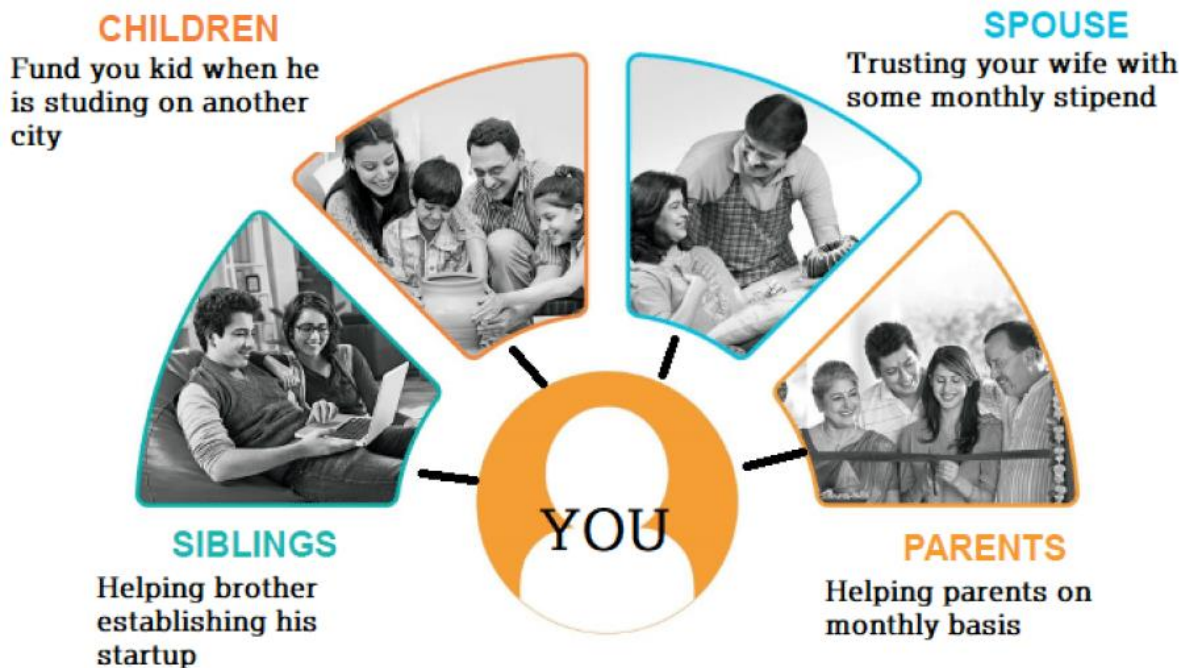 CHILDREN
Fund you kid when he
is studing on another
city
SPOUSE
Trusting your wife with
some monthly stipend
YOU
SIBLINGS
Helping brother
establishing his
startup
PARENTS
Helping parents on
monthly basis